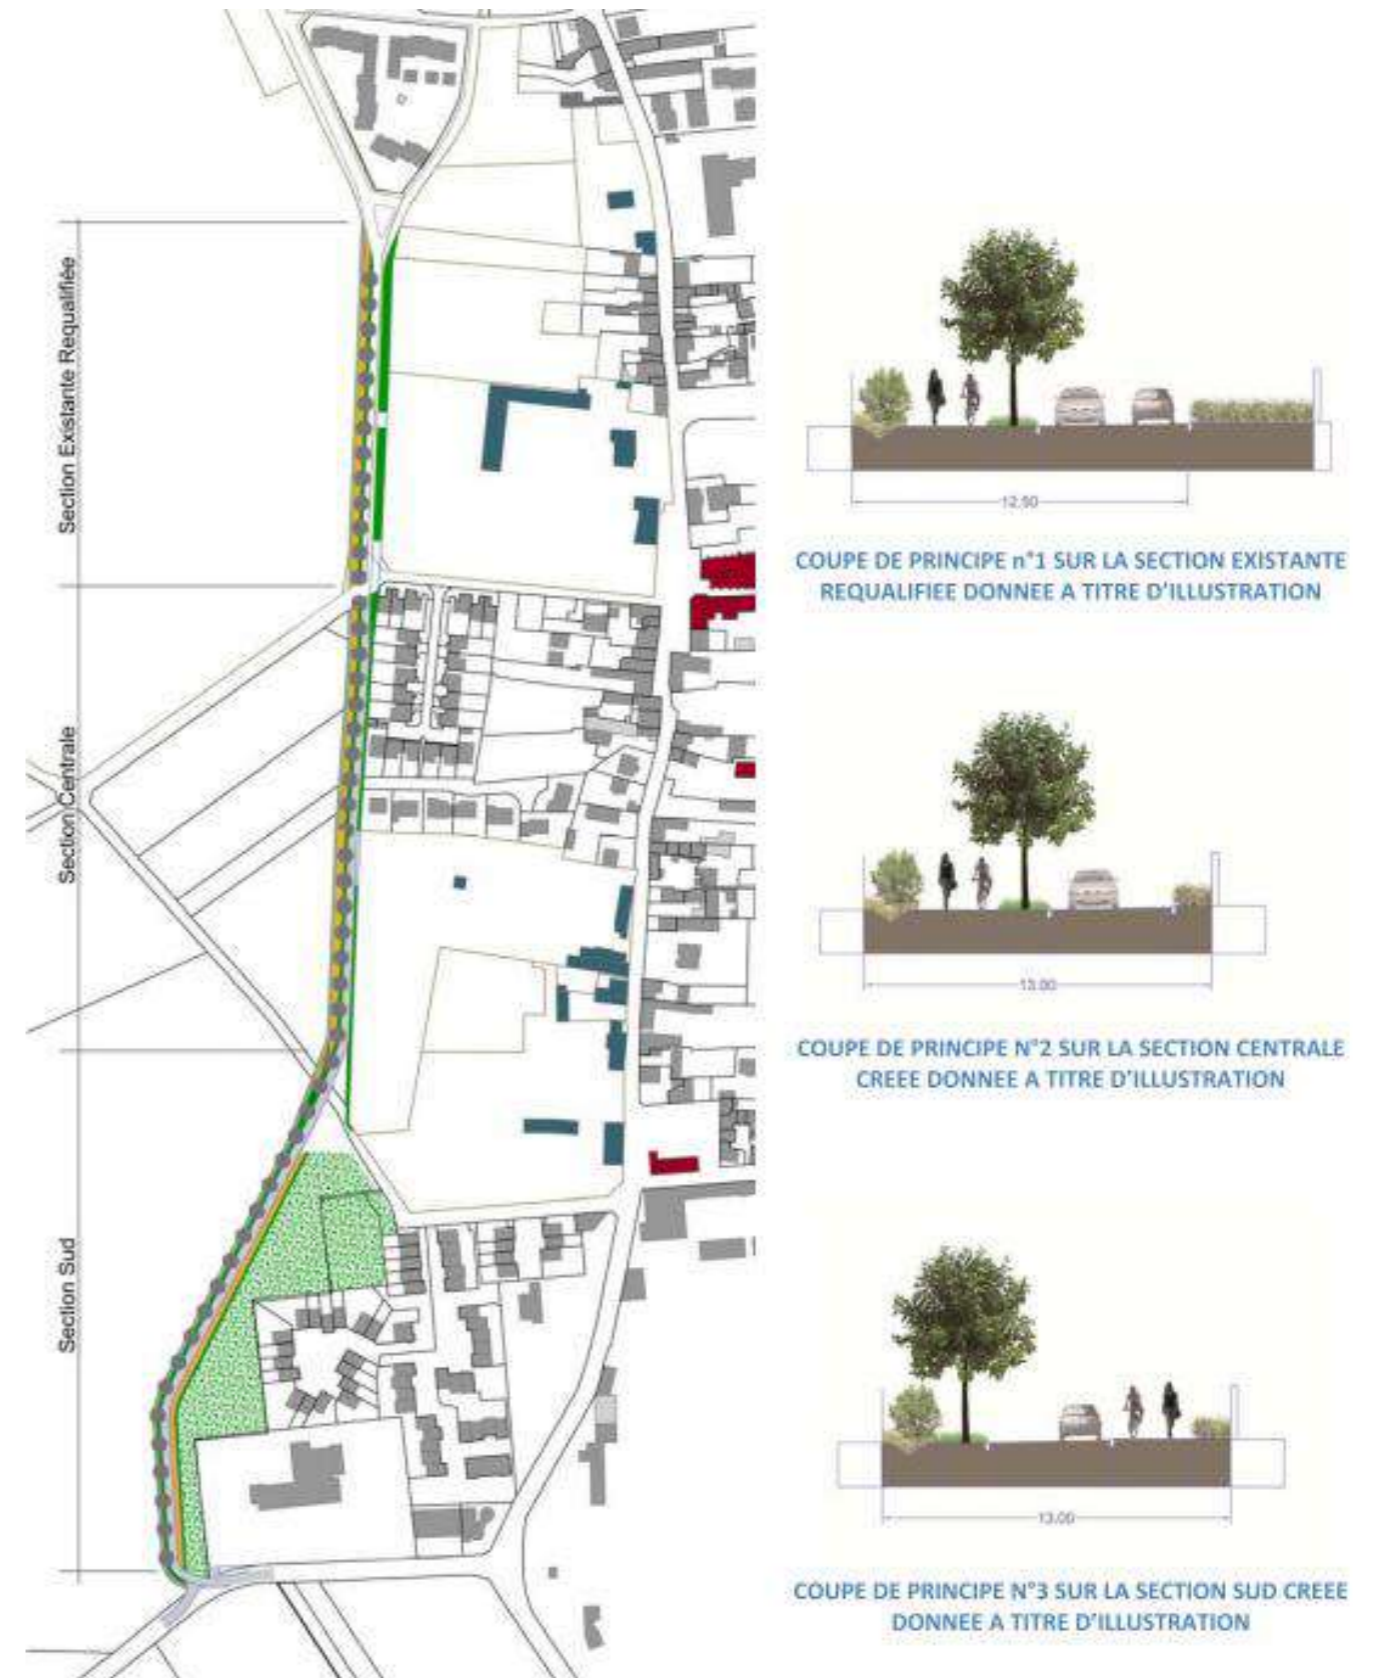 Section Existante Requalifiée
Section Centrale
Section Sud
12.50
COUPE DE PRINCIPE n°1 SUR LA SECTION EXISTANTE
REQUALIFIEE DONNEE A TITRE D'ILLUSTRATION
13.00
COUPE DE PRINCIPE N°2 SUR LA SECTION CENTRALE
CREEE DONNEE A TITRE D'ILLUSTRATION
13.00
COUPE DE PRINCIPE N°3 SUR LA SECTION SUD CREEE
DONNEE A TITRE D'ILLUSTRATION